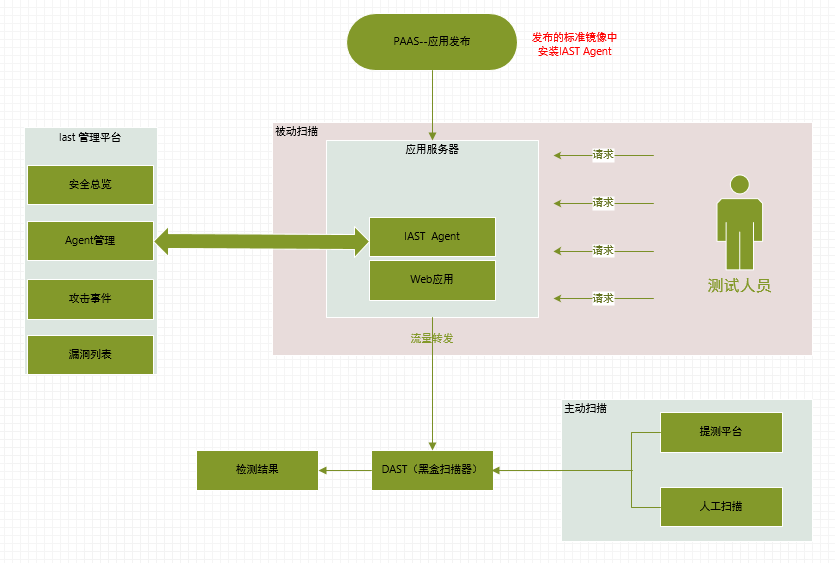 PAAS--应用发布
发布的标准镜像中
安装IAST Agent
Iast 管理平台
安全总览
Agent管理
攻击事件
漏洞列表
被动扫描
应用服务器
IAST Agent
Web应用
请求
请求
请求
请求
测试人员
流量转发
主动扫描
提测平台
人工扫描
DAST（黑盒扫描器）
检测结果